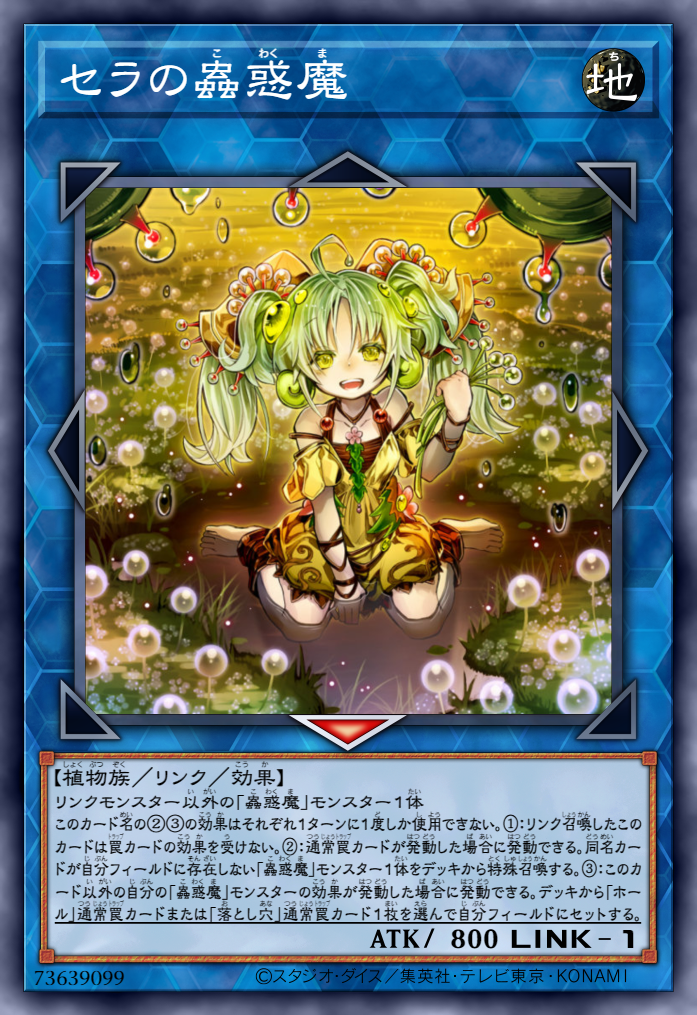 セラの蟲惑魔
地
【植物族／リンク／効果】
リンクモンスター以外の「蟲惑魔」モンスター1体
このカード名の②③の効果はそれぞれ1ターンに1度しか使用できない。①：リンク召喚したこの
カードは罠カードの効果を受けない。②：通常罠カードが発動した場合に発動できる。同名カー
ドが自分フィールドに存在しない「蟲惑魔」モンスター1体をデッキから特殊召喚する。③：このカ
ード以外の自分の「蟲惑魔」モンスターの効果が発動した場合に発動できる。デッキから「ホー
ル」通常罠カードまたは「落とし穴」通常罠カード1枚を選んで自分フィールドにセットする。
ATK/ 800 LINK-1
73639099 ©スタジオ・ダイス／集英社・テレビ東京・KONAMI